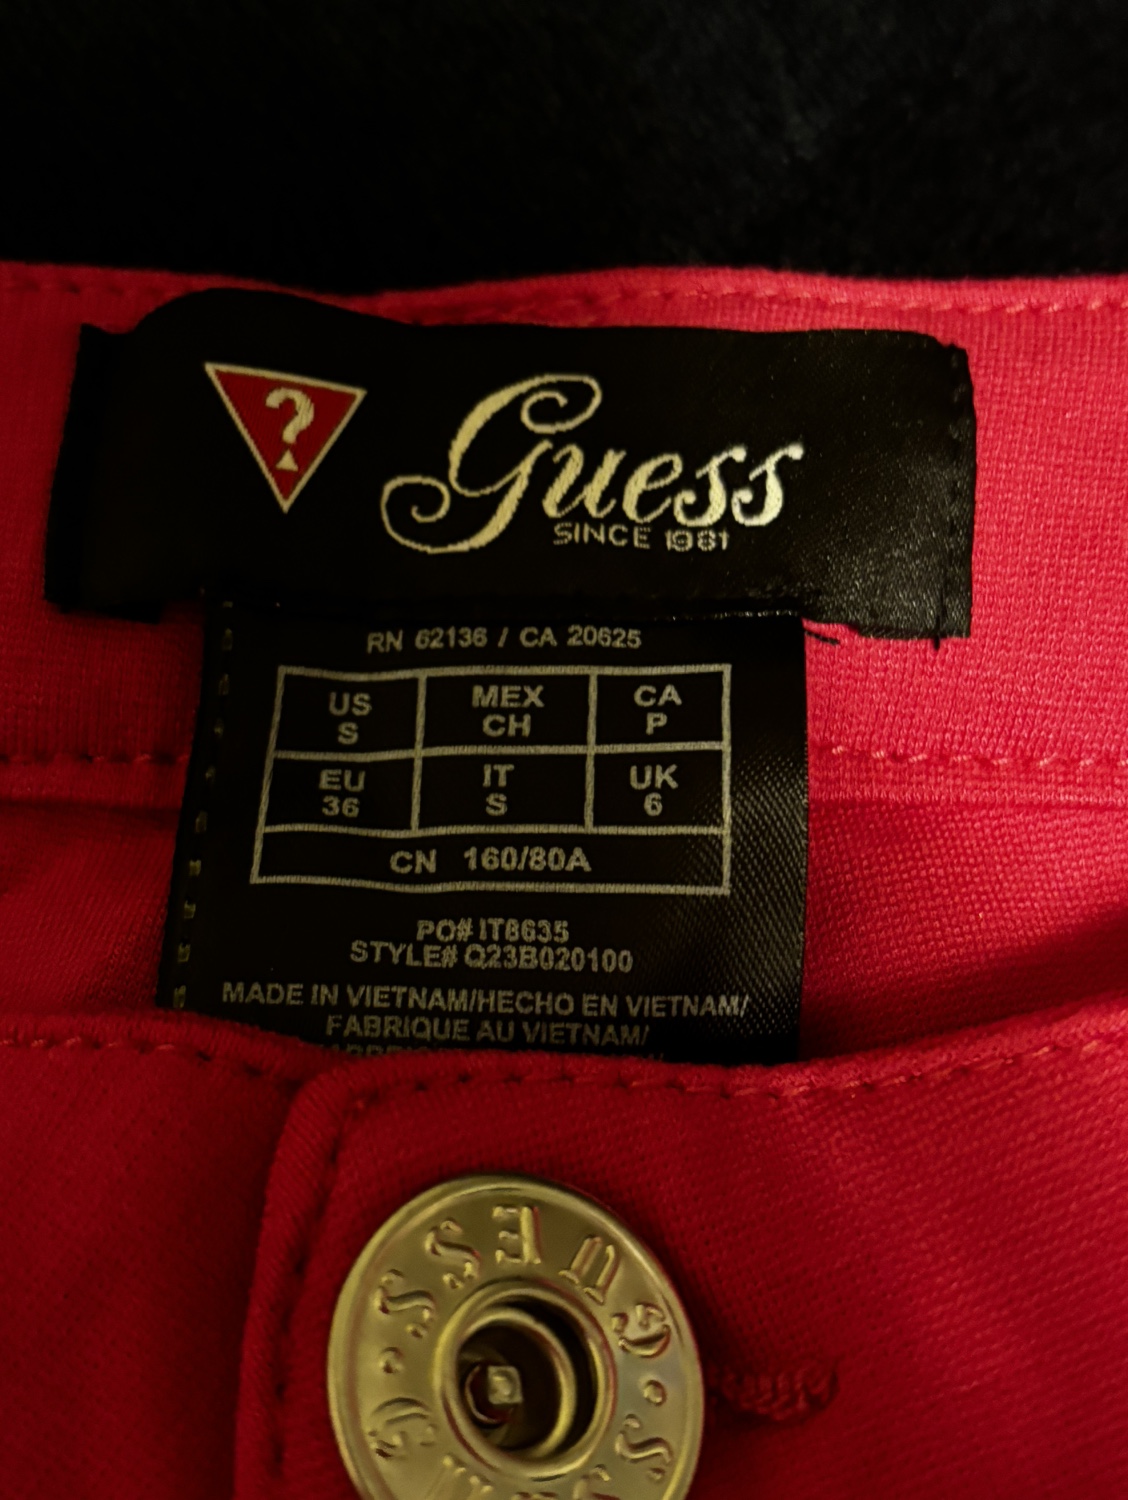 ?
Guess
SINCE 1981
RN 62136 / CA 20625
US MEX CA
S CH P
EU IT UK
36 S 6
CN 160/80A
PO# IT8635
STYLE# Q23B020100
MADE IN VIETNAM/HECHO EN VIETNAM/
FABRIQUE AU VIETNAM/
GUESS